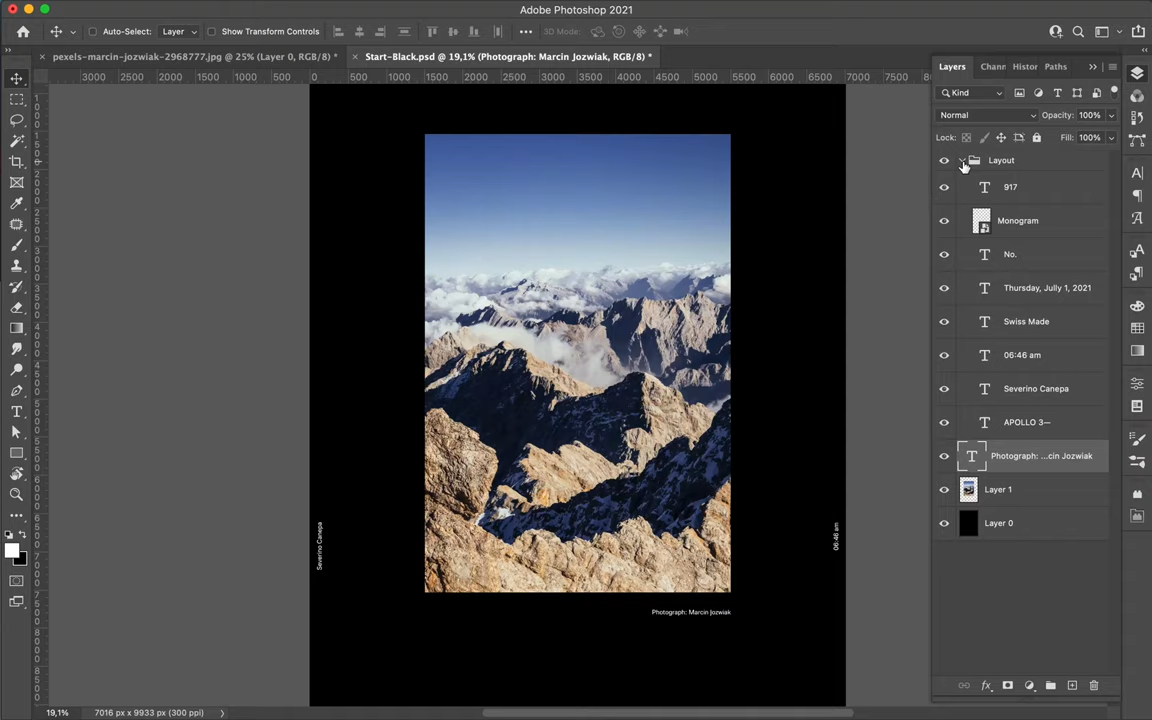 Adobe Photoshop 2021
Auto-Select: Layer Show Transform Controls 3D Mode:
pexels-marcin-jozwiak-2968777.jpg @ 25% (Layer 0, RGB/8) * Start-Black.psd @ 19,1% (Photograph: Marcin Jozwiak, RGB/8) *
3000 2500 2000 1500 1000 500 0 500 1000 1500 2000 2500 3000 3500 4000 4500 5000 5500 6000 6500 7000 7500
Layers Chann Histor Paths
Kind
Normal Opacity: 100%
Lock: Fill: 100%
Layout
917
Monogram
No.
Thursday, Jully 1, 2021
Swiss Made
06:46 am
Severino Canepa
APOLLO 3—
Photograph: ...cin Jozwiak
Layer 1
Layer 0
Severino Canepa
06:46 am
Photograph: Marcin Jozwiak
19,1% 7016 px x 9933 px (300 ppi)